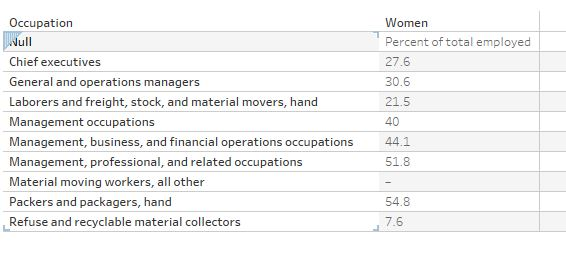 Occupation Women
Null Percent of total employed
Chief executives 27.6
General and operations managers 30.6
Laborers and freight, stock, and material movers, hand 21.5
Management occupations 40
Management, business, and financial operations occupations 44.1
Management, professional, and related occupations 51.8
Material moving workers, all other –
Packers and packagers, hand 54.8
Refuse and recyclable material collectors 7.6